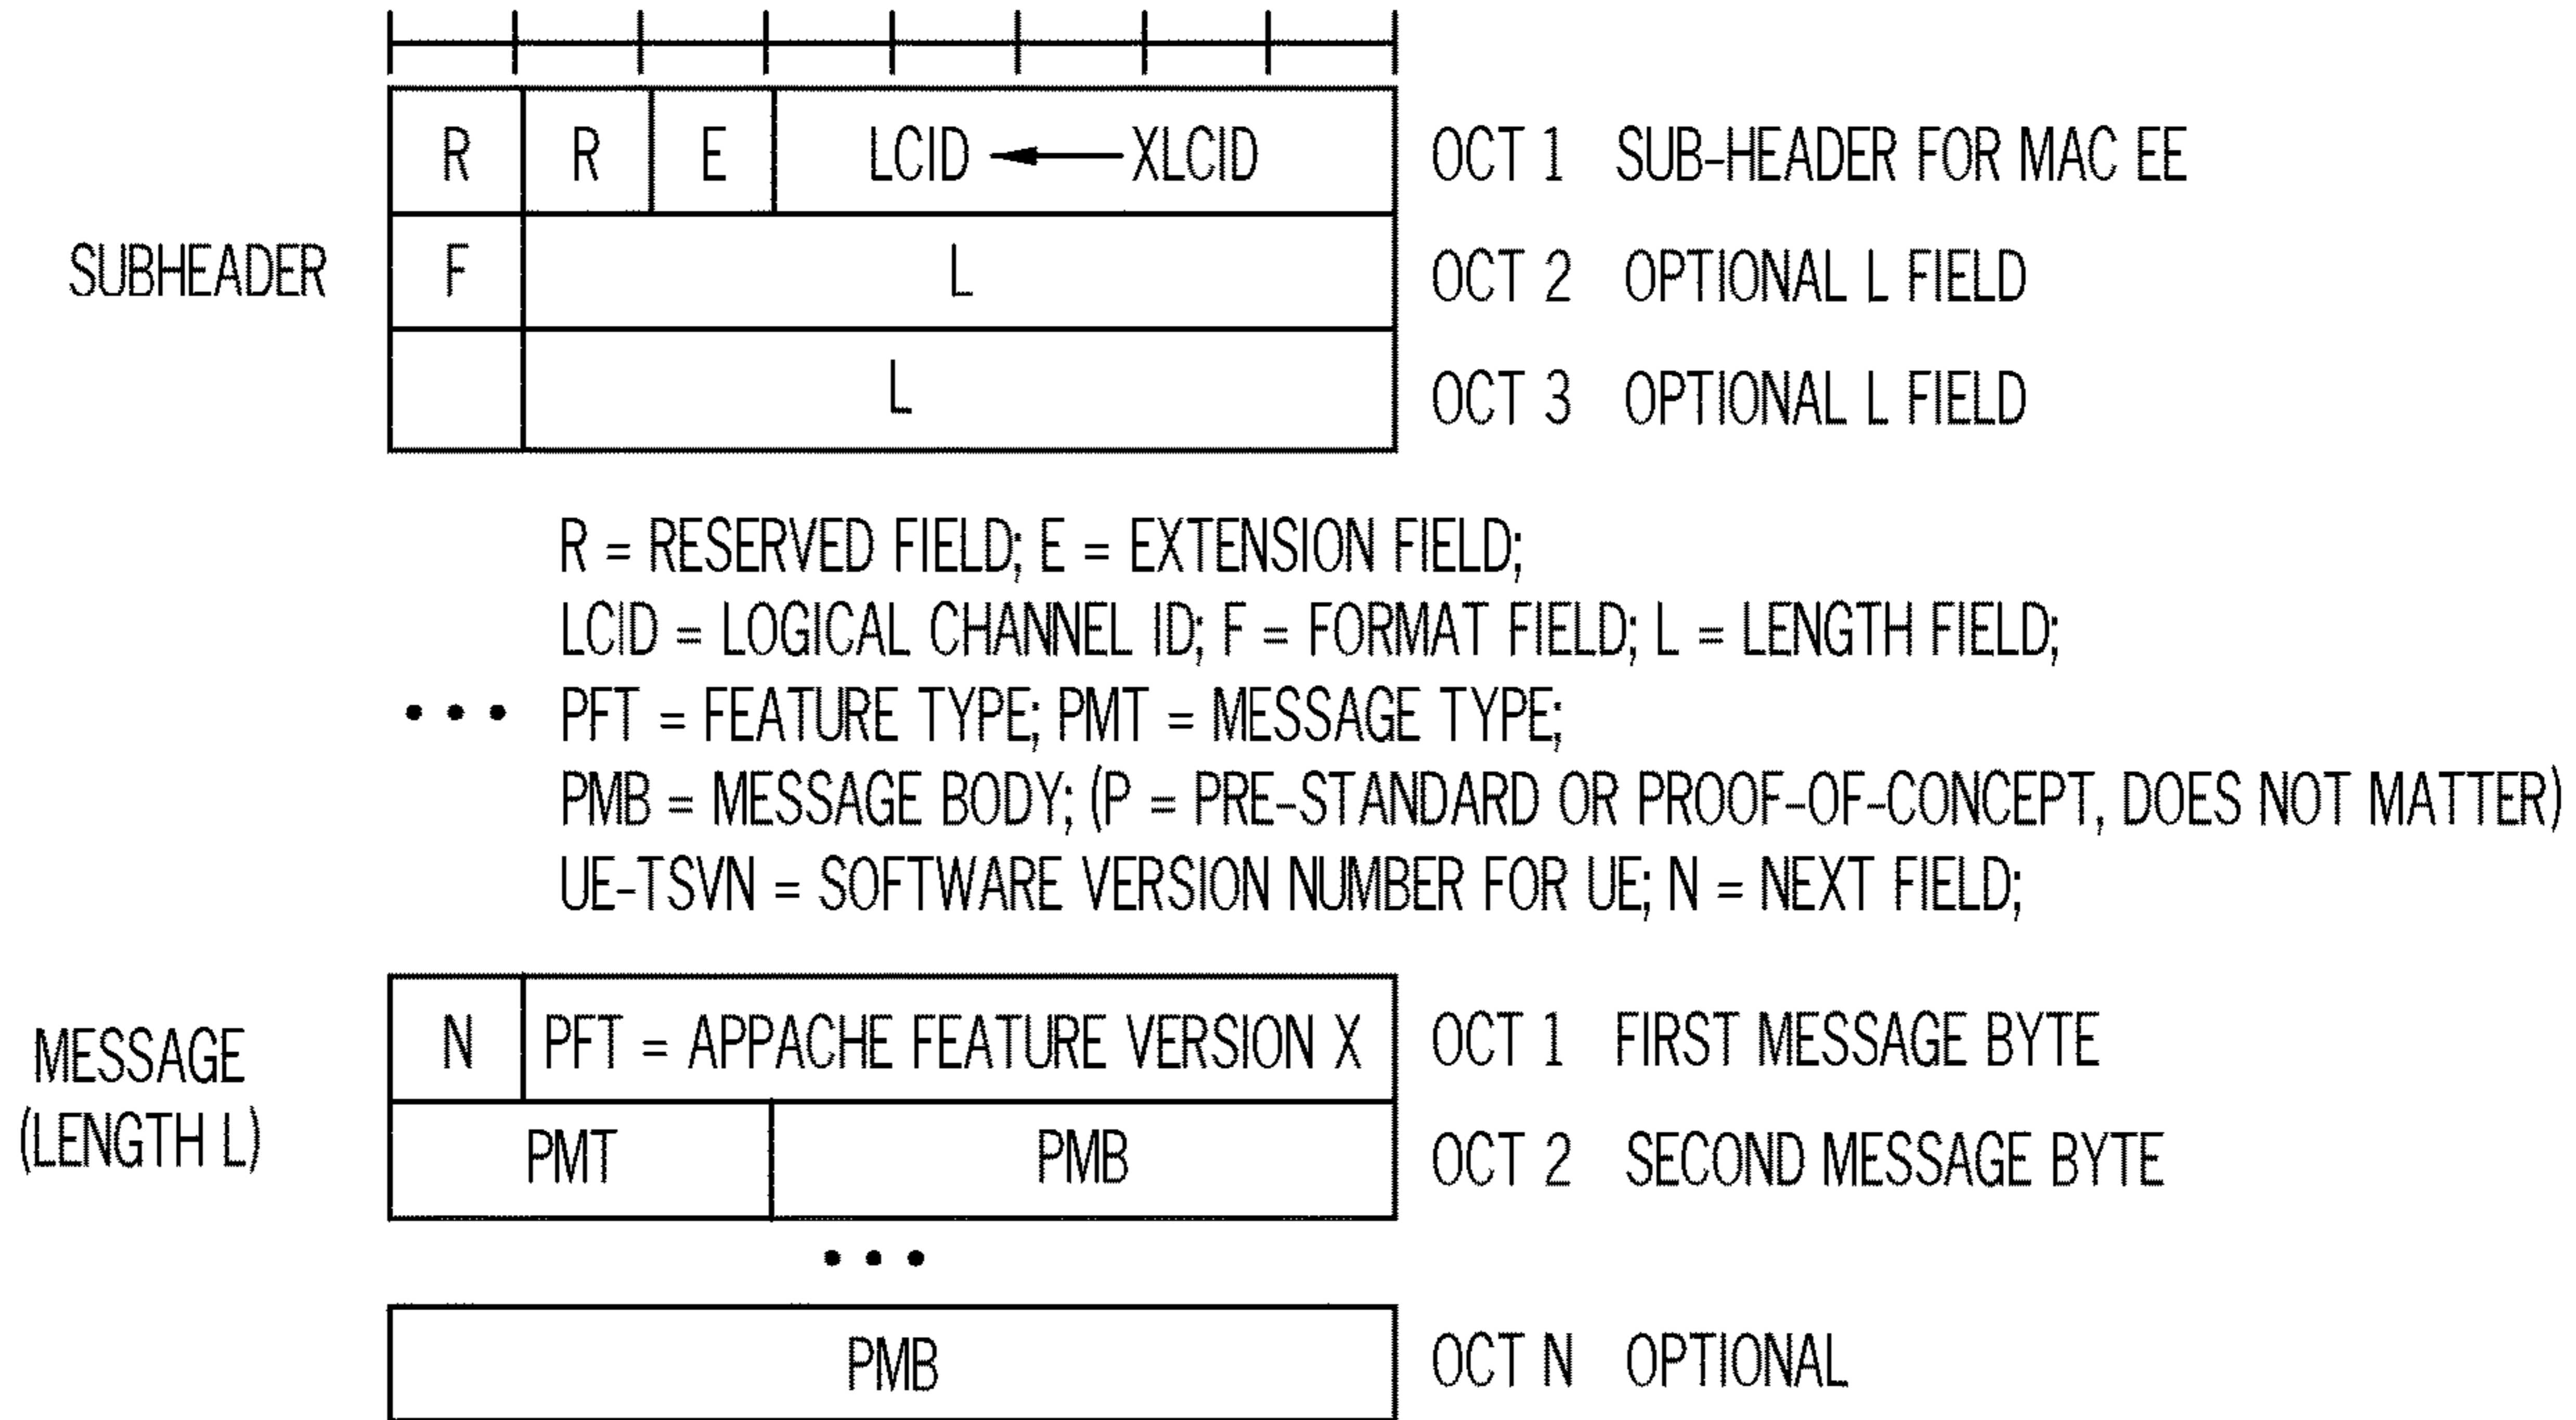 R R E LCID XLCID OCT 1 SUB-HEADER FOR MAC EE
SUBHEADER F L OCT 2 OPTIONAL L FIELD
L OCT 3 OPTIONAL L FIELD
R = RESERVED FIELD; E = EXTENSION FIELD;
LCID = LOGICAL CHANNEL ID; F = FORMAT FIELD; L = LENGTH FIELD;
••• PFT = FEATURE TYPE; PMT = MESSAGE TYPE;
PMB = MESSAGE BODY; (P = PRE-STANDARD OR PROOF-OF-CONCEPT, DOES NOT MATTER)
UE-TSVN = SOFTWARE VERSION NUMBER FOR UE; N = NEXT FIELD;
MESSAGE
(LENGTH L)
N PFT = APPACHE FEATURE VERSION X OCT 1 FIRST MESSAGE BYTE
PMT PMB OCT 2 SECOND MESSAGE BYTE
•••
PMB OCT N OPTIONAL